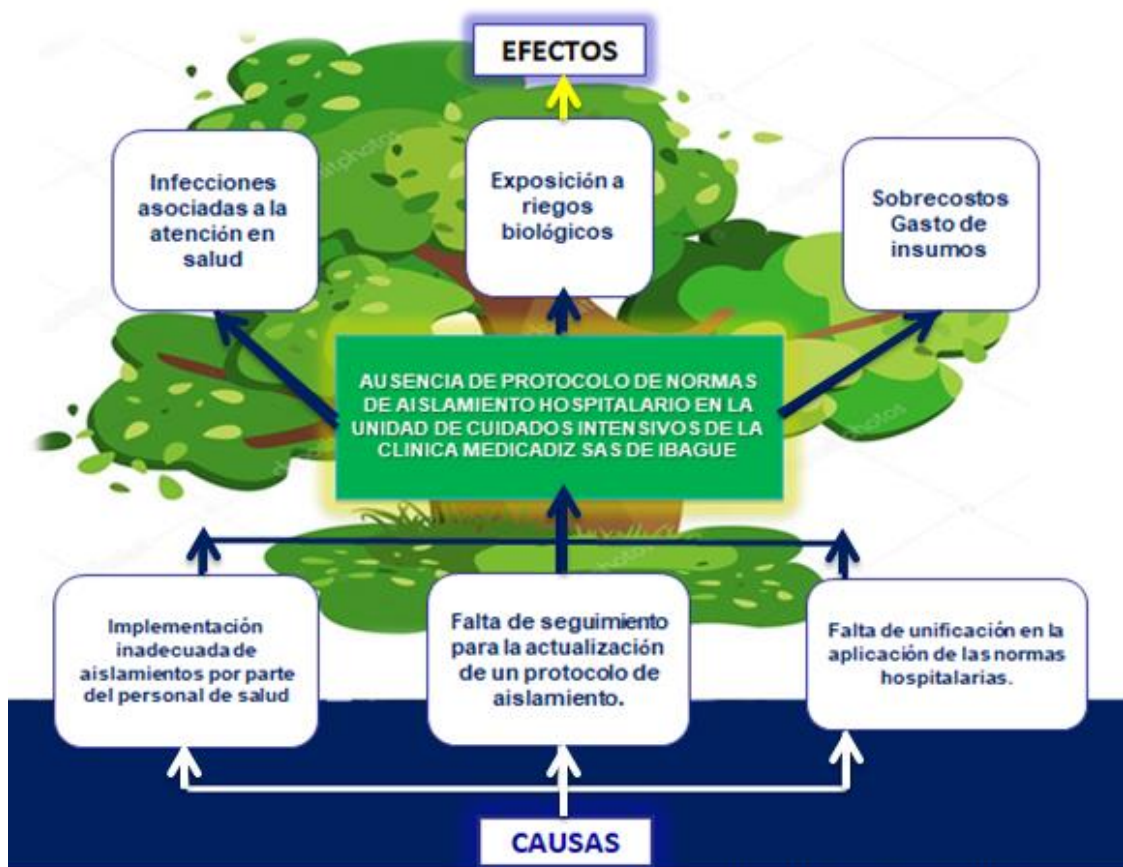 EFECTOS
Infecciones
asociadas a la
atención en
salud
Exposición a
riegos
biológicos
Sobrecostos
Gasto de
insumos
AUSENCIA DE PROTOCOLO DE NORMAS
DE AISLAMIENTO HOSPITALARIO EN LA
UNIDAD DE CUIDADOS INTENSIVOS DE LA
CLINICA MEDICADIZ SAS DE IBAGUE
Implementación
inadecuada de
aislamientos por parte
del personal de salud
Falta de seguimiento
para la actualización
de un protocolo de
aislamiento.
Falta de unificación en la
aplicación de las normas
hospitalarias.
CAUSAS